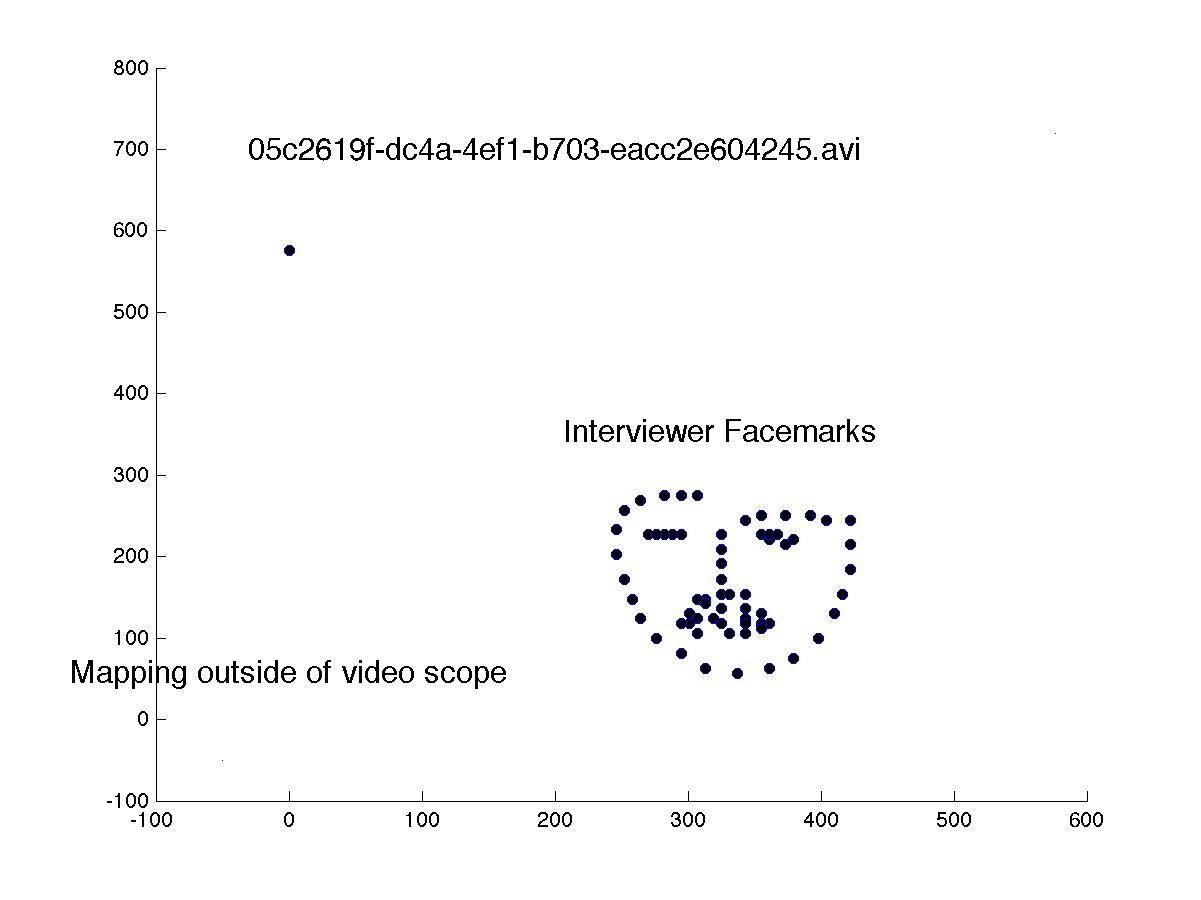 800
05c2619f-dc4a-4ef1-b703-eacc2e604245.avi
700
600
500
400
Interviewer Facemarks
300
200
100
Mapping outside of video scope
0
-100
-100 0 100 200 300 400 500 600